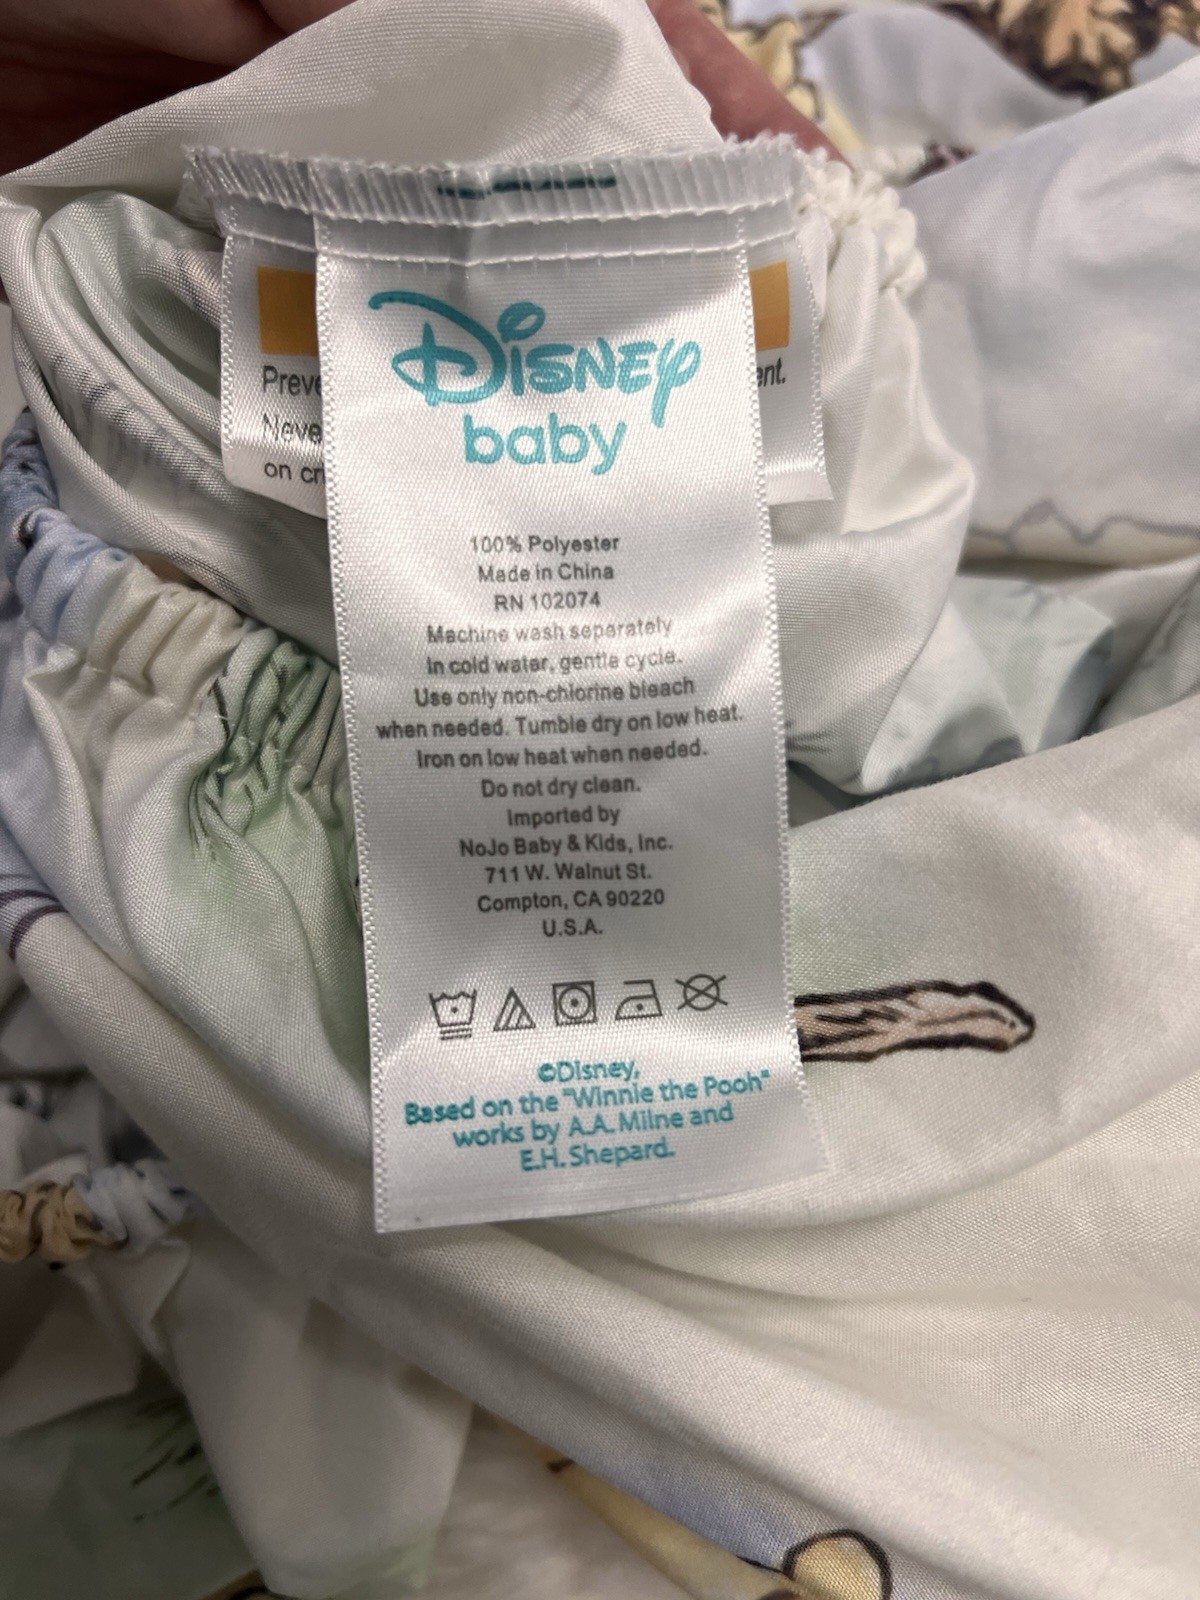 Disney
baby
ent.
on
100% Polyester
Made in China
RN 102074
Machine wash separately
In cold water, gentle cycle.
Use only non-chlorine bleach
when needed. Tumble dry on low heat.
Iron on low heat when needed.
Do not dry clean.
Imported by
NoJo Baby & Kids, Inc.
711 W. Walnut St.
Compton, CA 90220
U.S.A.
©Disney,
Based on the "Winnie the Pooh"
works by A.A. Milne and
E.H. Shepard.